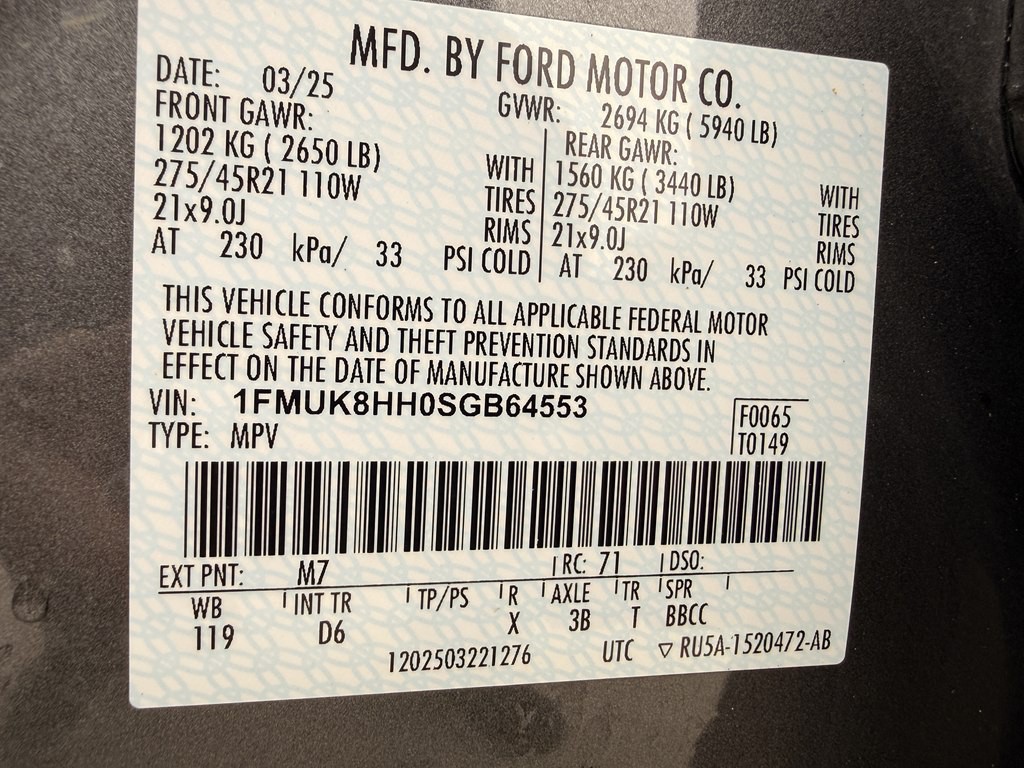 MFD. BY FORD MOTOR CO.
DATE: 03/25 GVWR: 2694 KG ( 5940 LB)
FRONT GAWR: REAR GAWR:
1202 KG ( 2650 LB) WITH 1560 KG ( 3440 LB) WITH
275/45R21 110W TIRES 275/45R21 110W TIRES
21x9.0J RIMS 21x9.0J RIMS
AT 230 kPa/ 33 PSI COLD AT 230 kPa/ 33 PSI COLD
THIS VEHICLE CONFORMS TO ALL APPLICABLE FEDERAL MOTOR
VEHICLE SAFETY AND THEFT PREVENTION STANDARDS IN
EFFECT ON THE DATE OF MANUFACTURE SHOWN ABOVE.
VIN: 1FMUK8HH0SGB64553 F0065
TYPE: MPV T0149
EXT PNT: M7 RC: 71 DSO:
WB INT TR TP/PS R AXLE TR SPR
119 D6 X 3B T BBCC
1202503221276 UTC ▽ RU5A-1520472-AB